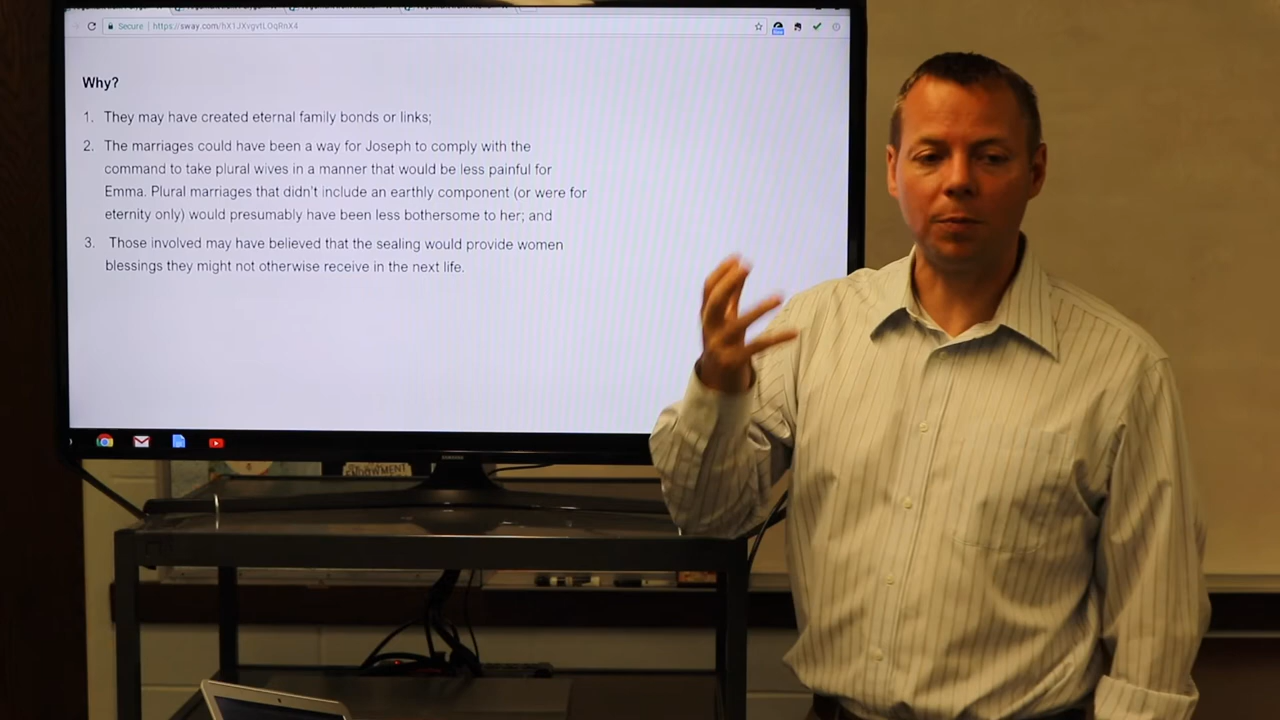 Secure | https://sway.com/hX1JXvgvtLOqRnX4
Why?
1. They may have created eternal family bonds or links;
2. The marriages could have been a way for Joseph to comply with the
command to take plural wives in a manner that would be less painful for
Emma. Plural marriages that didn't include an earthly component (or were for
eternity only) would presumably have been less bothersome to her; and
3. Those involved may have believed that the sealing would provide women
blessings they might not otherwise receive in the next life.
SAMSUNG
ENDOWMENT